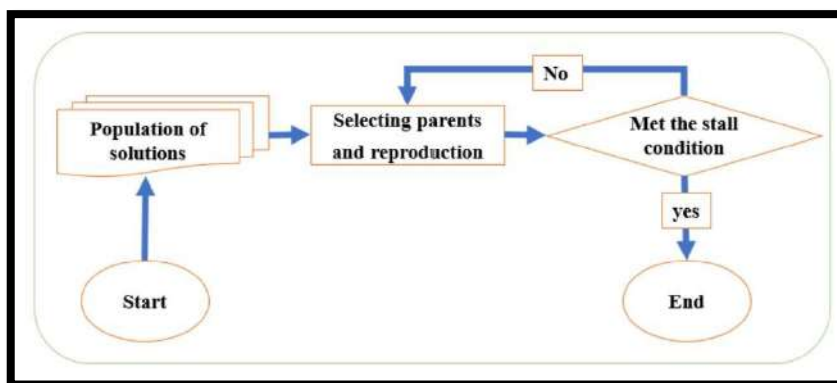 No
Population of
solutions
Selecting parents
and reproduction
Met the stall
condition
yes
Start
End